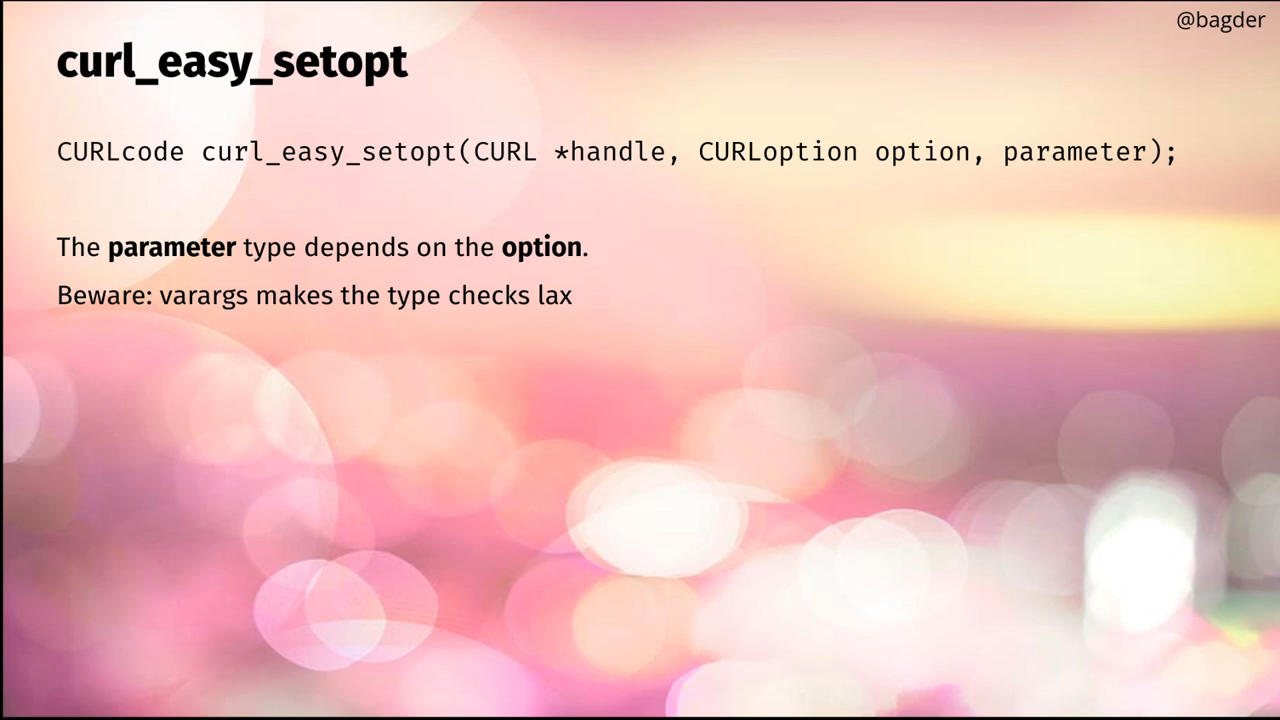 @bagder
curl_easy_setopt
CURLcode curl_easy_setopt(CURL *handle, CURLoption option, parameter);
The parameter type depends on the option.
Beware: varargs makes the type checks lax